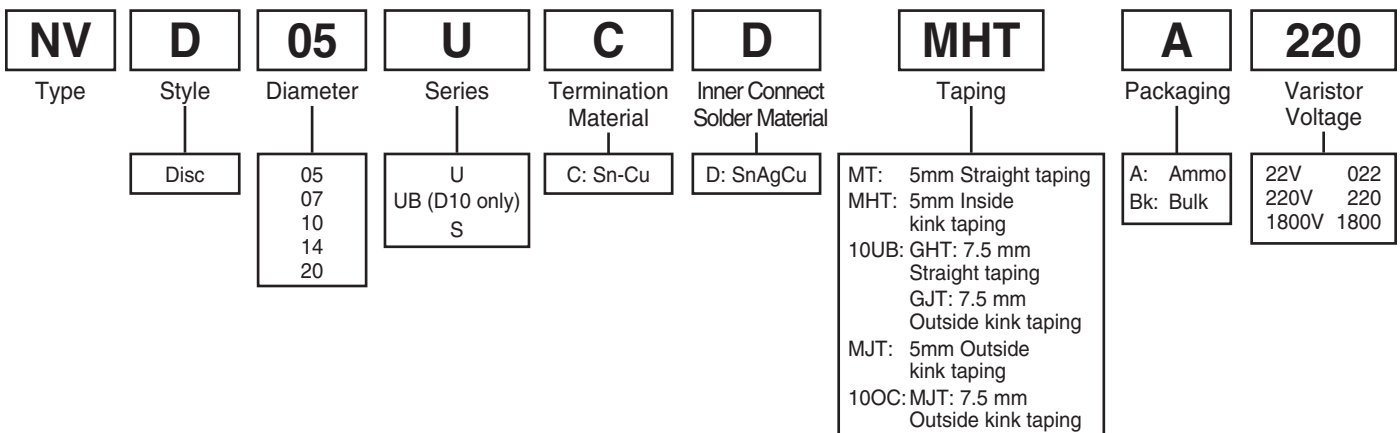 NV D 05 U C D MHT A 220
Type Style Diameter Series Termination Material Inner Connect Solder Material Taping Packaging Varistor Voltage
Disc
05
07
10
14
20
U
UB (D10 only)
S
C: Sn-Cu
D: SnAgCu
MT: 5mm Straight taping
MHT: 5mm Inside
kink taping
10UB: GHT: 7.5 mm
Straight taping
GJT: 7.5 mm
Outside kink taping
MJT: 5mm Outside
kink taping
10OC: MJT: 7.5 mm
Outside kink taping
A: Ammo
Bk: Bulk
22V 022
220V 220
1800V 1800